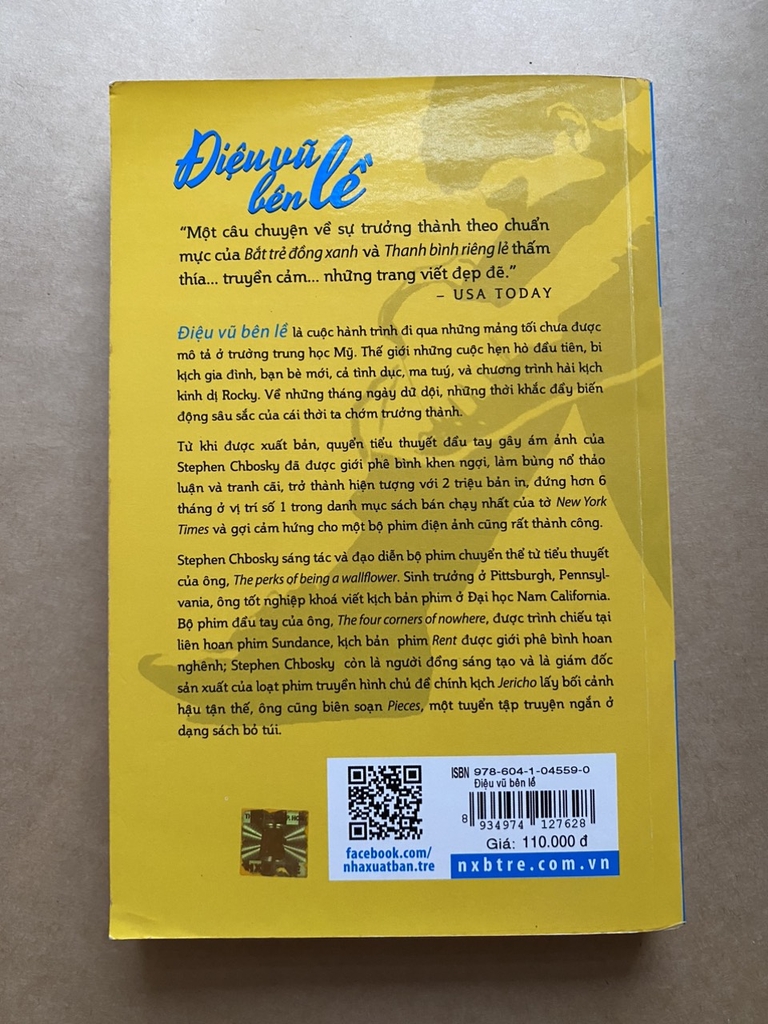 Điệu vũ
bên lề
“Một câu chuyện về sự trưởng thành theo chuẩn
mực của Bắt trẻ đồng xanh và Thanh bình riêng lẻ thấm
thía... truyền cảm... những trang viết đẹp đẽ.”
– USA TODAY
Điệu vũ bên lề là cuộc hành trình đi qua những mảng tối chưa được
mô tả ở trường trung học Mỹ. Thế giới những cuộc hẹn hò đầu tiên, bi
kịch gia đình, bạn bè mới, cả tình dục, ma tuý, và chương trình hài kịch
kinh dị Rocky. Về những tháng ngày dữ dội, những thời khắc đẩy biến
động sâu sắc của cái thời ta chớm trưởng thành.
Từ khi được xuất bản, quyển tiểu thuyết đầu tay gây ám ảnh của
Stephen Chbosky đã được giới phê bình khen ngợi, làm bùng nổ thảo
luận và tranh cãi, trở thành hiện tượng với 2 triệu bản in, đứng hơn 6
tháng ở vị trí số 1 trong danh mục sách bán chạy nhất của tờ New York
Times và gợi cảm hứng cho một bộ phim điện ảnh cũng rất thành công.
Stephen Chbosky sáng tác và đạo diễn bộ phim chuyển thể từ tiểu thuyết
của ông, The perks of being a wallflower. Sinh trưởng ở Pittsburgh, Pennsyl-
vania, ông tốt nghiệp khoá viết kịch bản phim ở Đại học Nam California.
Bộ phim đầu tay của ông, The four corners of nowhere, được trình chiếu tại
liên hoan phim Sundance, kịch bản phim Rent được giới phê bình hoan
nghênh; Stephen Chbosky còn là người đồng sáng tạo và là giám đốc
sản xuất của loạt phim truyền hình chủ đề chính kịch Jericho lấy bối cảnh
hậu tận thế, ông cũng biên soạn Pieces, một tuyển tập truyện ngắn ở
dạng sách bỏ túi.
ISBN 978-604-1-04559-0
Điệu vũ bên lề
8 934974 127628
Giá: 110.000 đ
facebook.com/
nhaxuatban.tre
nxbtre.com.vn